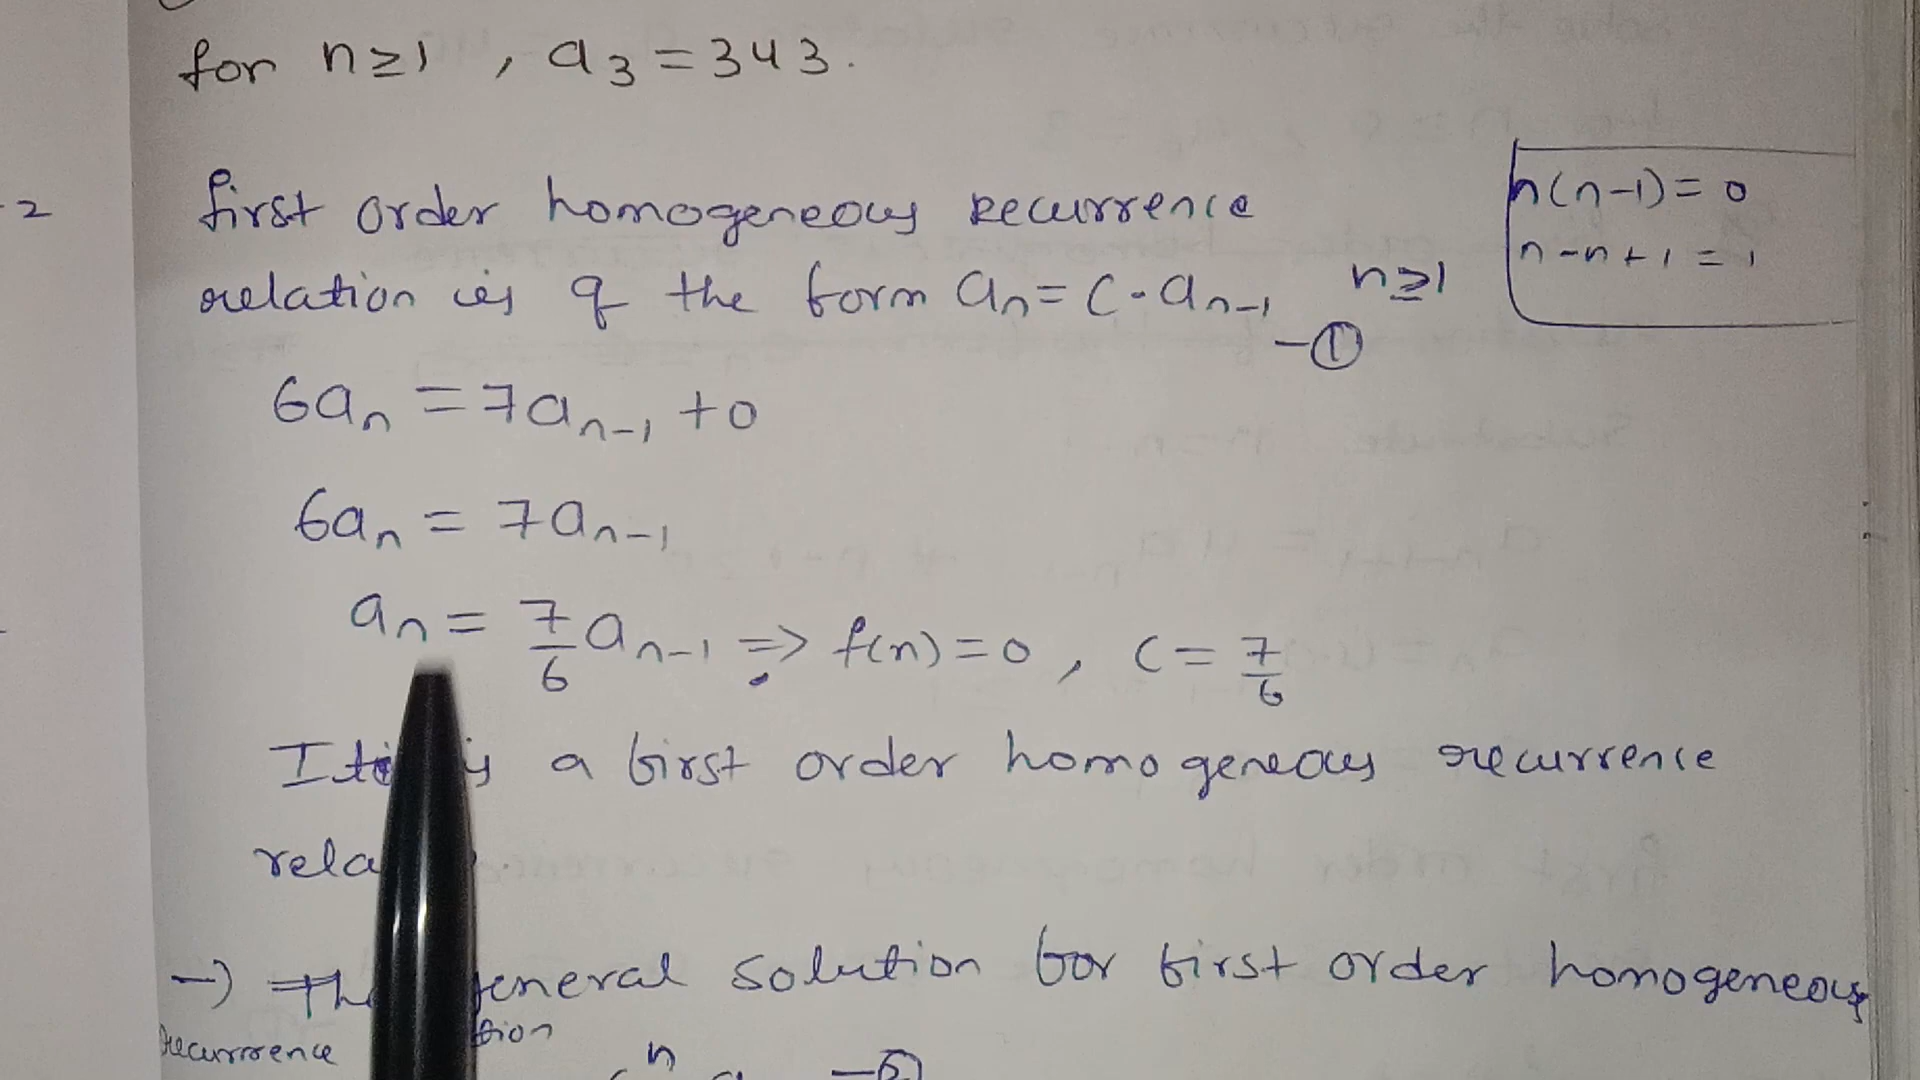 for n≥1 , a3 = 343.
n(n-1) = 0
n-n+1 = 1
-2
first order homogeneous recurrence
relation is of the form an = C·an-1 n≥1
-①
6an = 7an-1 +0
6an = 7an-1
an = 7/6 an-1 => f(n) = 0 , C = 7/6
is a first order homogeneous recurrence
-) solution for first order homogeneous
recurrence